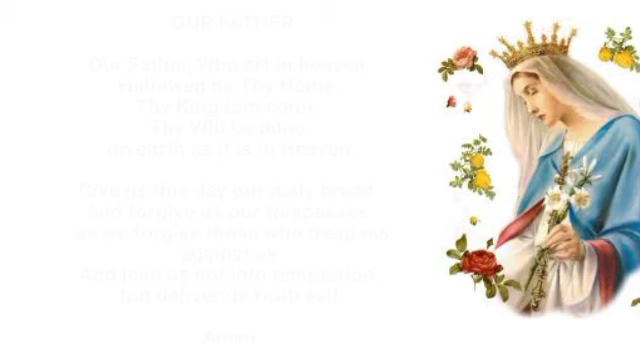 OUR FATHER
Our Father, Who art in heaven
Hallowed be Thy Name,
Thy Kingdom come
Thy Will be done
on earth as it is in Heaven.
Give us this day our daily bread
And forgive us our trespasses
as we forgive those who trespass
against us
And lead us not into temptation
but deliver us from evil.
Amen